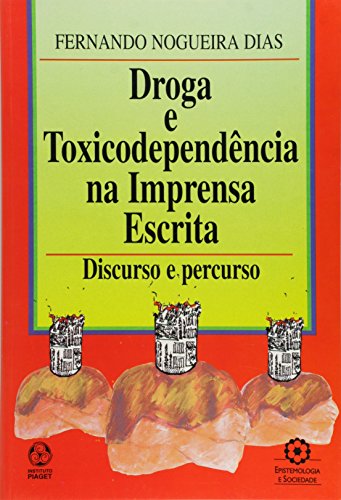 FERNANDO NOGUEIRA DIAS
Droga
e
Toxicodependência
na Imprensa
Escrita
Discurso e percurso
INSTITUTO
PIAGET
EPISTEMOLOGIA
E SOCIEDADE